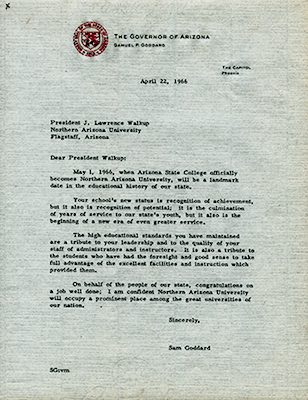 THE GOVERNOR OF ARIZONA
SAMUEL P. GODDARD
THE CAPITOL
Phoenix
April 22, 1966
President J. Lawrence Walkup
Northern Arizona University
Flagstaff, Arizona
Dear President Walkup:
May 1, 1966, when Arizona State College officially
becomes Northern Arizona University, will be a landmark
date in the educational history of our state.
Your school's new status is recognition of achievement,
but it also is recognition of potential; it is the culmination
of years of service to our state's youth, but it also is the
beginning of a new era of even greater service.
The high educational standards you have maintained
are a tribute to your leadership and to the quality of your
staff of administrators and instructors. It is also a tribute to
the students who have had the foresight and good sense to take
full advantage of the excellent facilities and instruction which
provided them.
On behalf of the people of our state, congratulations on
a job well done; I am confident Northern Arizona University
will occupy a prominent place among the great universities of
our nation.
Sincerely,
Sam Goddard
SGvvm